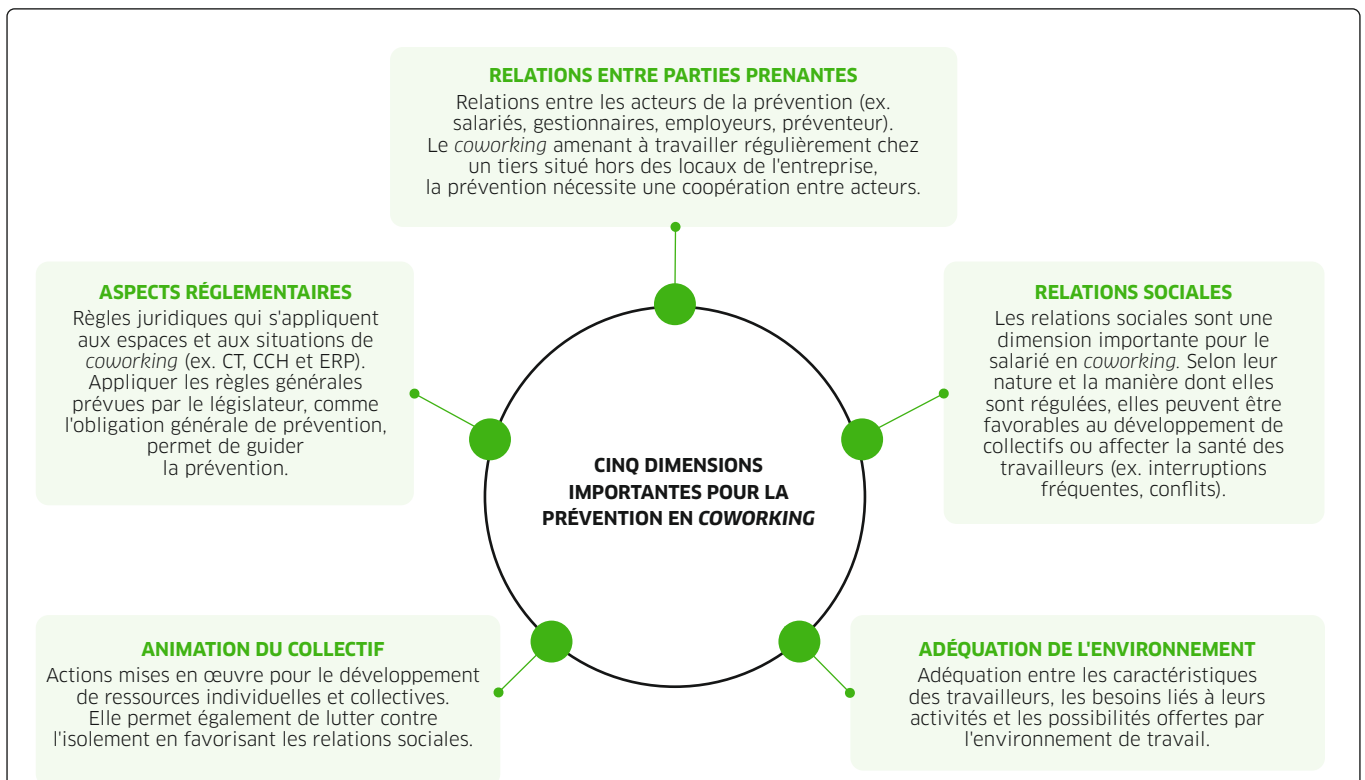 RELATIONS ENTRE PARTIES PRENANTES
Relations entre les acteurs de la prévention (ex.
salariés, gestionnaires, employeurs, préventeur).
Le coworking amenant à travailler régulièrement chez
un tiers situé hors des locaux de l'entreprise,
la prévention nécessite une coopération entre acteurs.
ASPECTS RÉGLEMENTAIRES
Règles juridiques qui s'appliquent
aux espaces et aux situations de
coworking (ex. CT, CCH et ERP).
Appliquer les règles générales
prévues par le législateur, comme
l'obligation générale de prévention,
permet de guider
la prévention.
RELATIONS SOCIALES
Les relations sociales sont une
dimension importante pour le
salarié en coworking. Selon leur
nature et la manière dont elles
sont régulées, elles peuvent être
favorables au développement de
collectifs ou affecter la santé des
travailleurs (ex. interruptions
fréquentes, conflits).
CINQ DIMENSIONS
IMPORTANTES POUR LA
PRÉVENTION EN COWORKING
ANIMATION DU COLLECTIF
Actions mises en œuvre pour le développement
de ressources individuelles et collectives.
Elle permet également de lutter contre
l'isolement en favorisant les relations sociales.
ADÉQUATION DE L'ENVIRONNEMENT
Adéquation entre les caractéristiques
des travailleurs, les besoins liés à leurs
activités et les possibilités offertes par
l'environnement de travail.